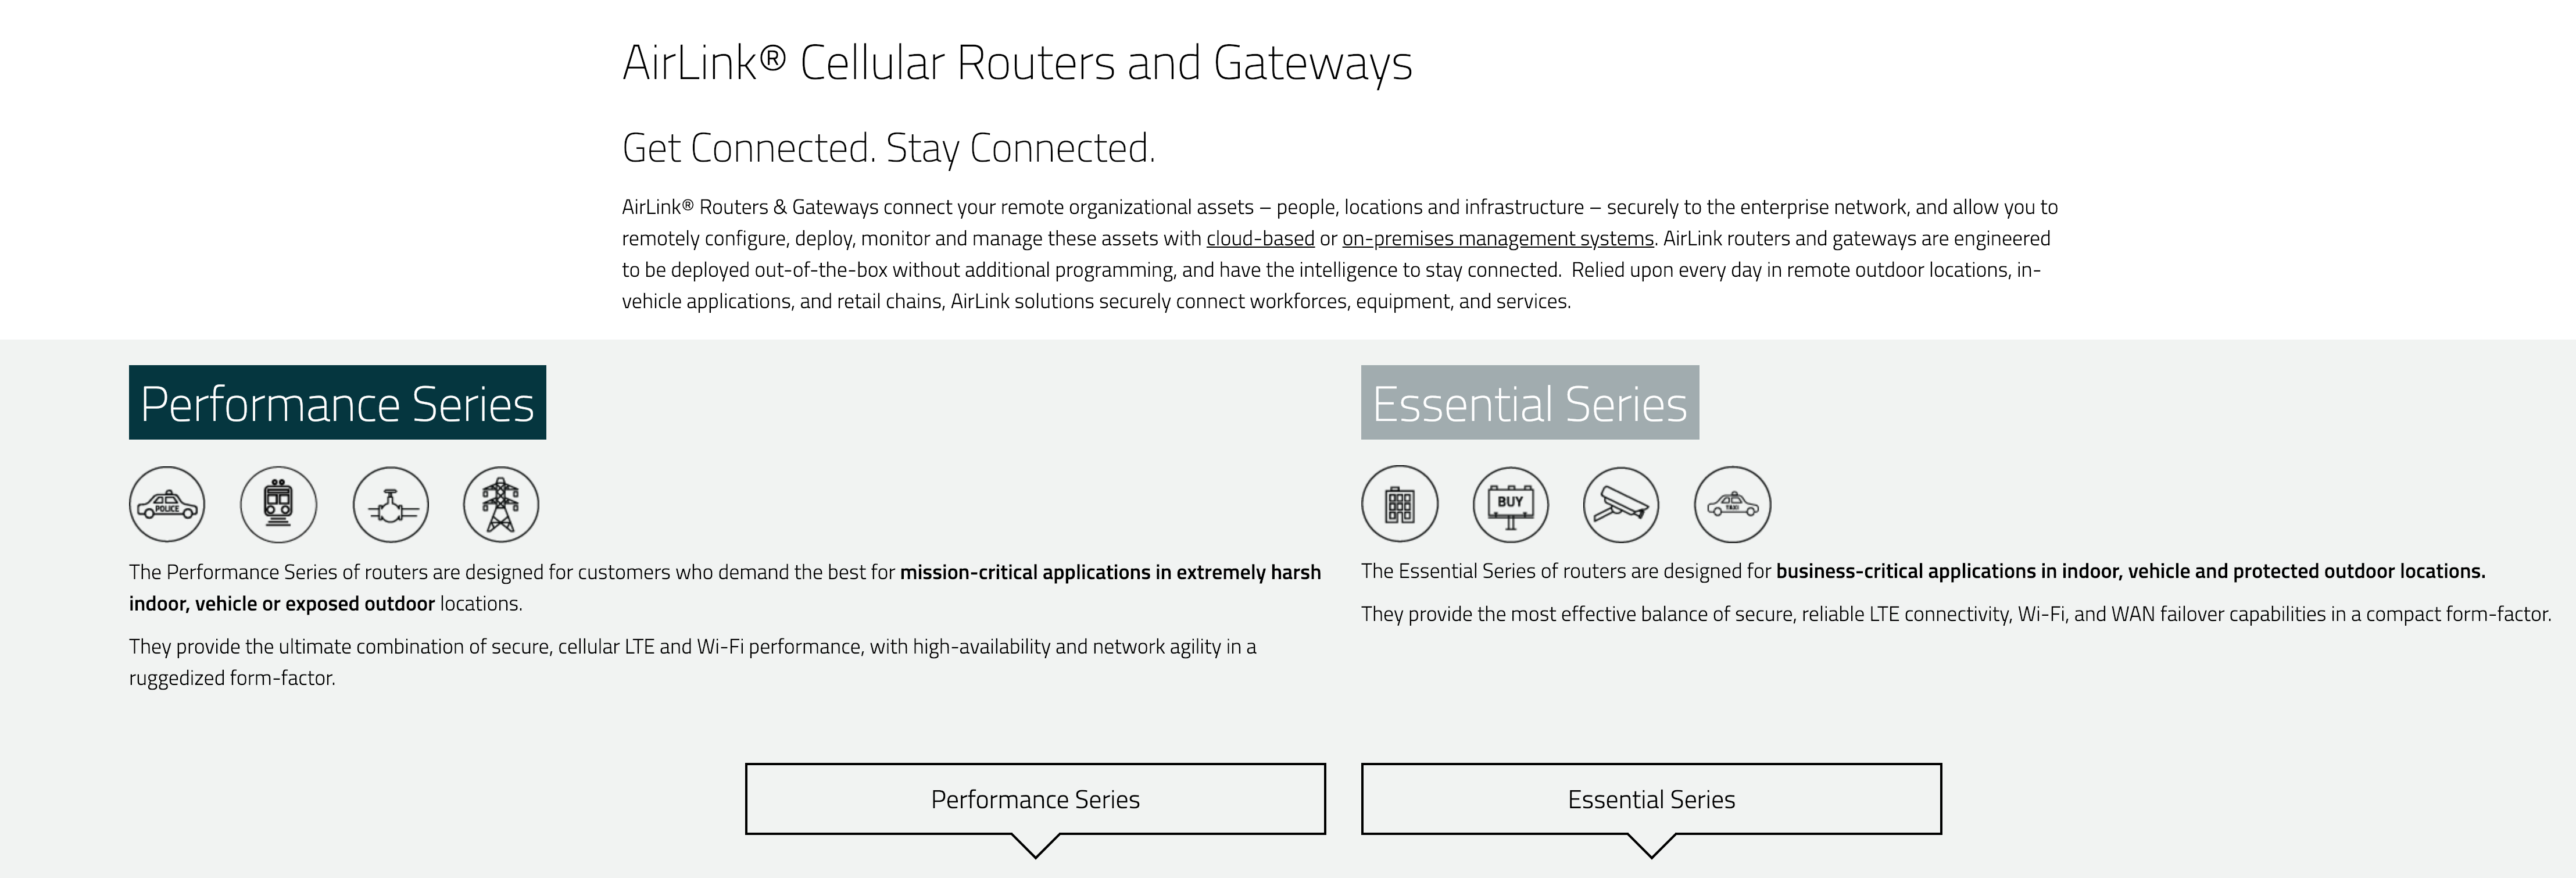 AirLink® Cellular Routers and Gateways
Get Connected. Stay Connected.
AirLink® Routers & Gateways connect your remote organizational assets – people, locations and infrastructure – securely to the enterprise network, and allow you to
remotely configure, deploy, monitor and manage these assets with cloud-based or on-premises management systems. AirLink routers and gateways are engineered
to be deployed out-of-the-box without additional programming, and have the intelligence to stay connected.  Relied upon every day in remote outdoor locations, in-
vehicle applications, and retail chains, AirLink solutions securely connect workforces, equipment, and services.
Performance Series
POLICE
The Performance Series of routers are designed for customers who demand the best for mission-critical applications in extremely harsh
indoor, vehicle or exposed outdoor locations.
They provide the ultimate combination of secure, cellular LTE and Wi-Fi performance, with high-availability and network agility in a
ruggedized form-factor.
Essential Series
BUY
TAXI
The Essential Series of routers are designed for business-critical applications in indoor, vehicle and protected outdoor locations.
They provide the most effective balance of secure, reliable LTE connectivity, Wi-Fi, and WAN failover capabilities in a compact form-factor.
Performance Series
Essential Series